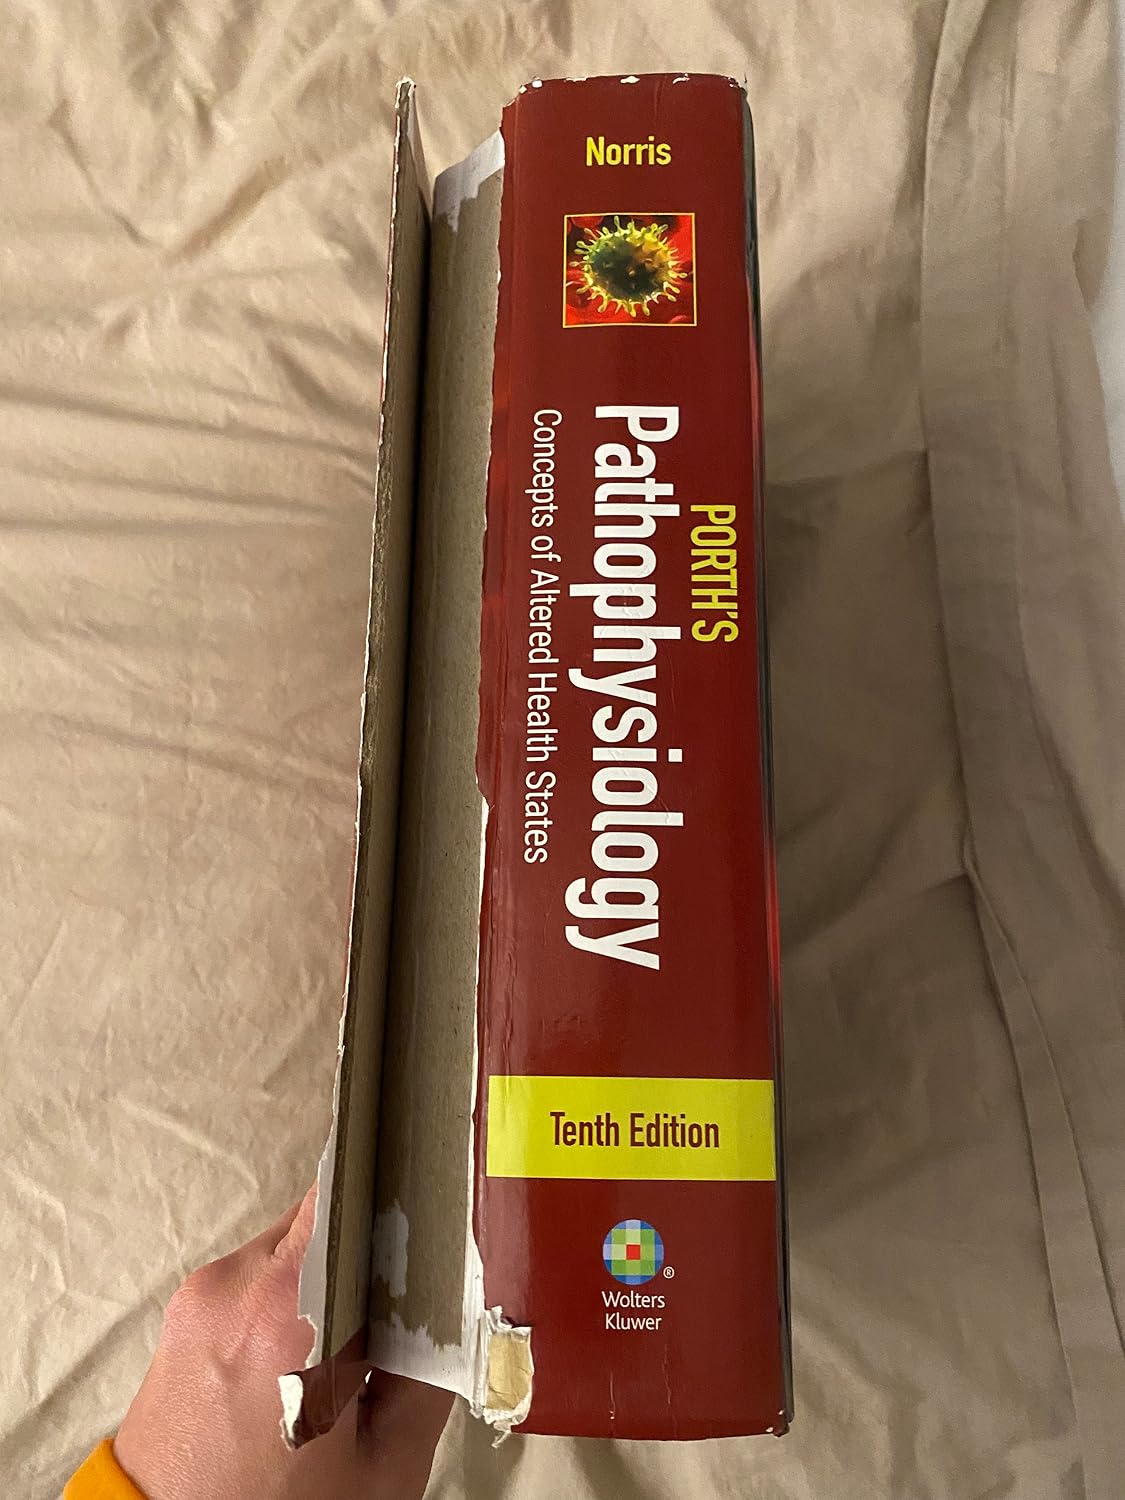 Norris
PORTH'S
Pathophysiology
Concepts of Altered Health States
Tenth Edition
®
Wolters
Kluwer